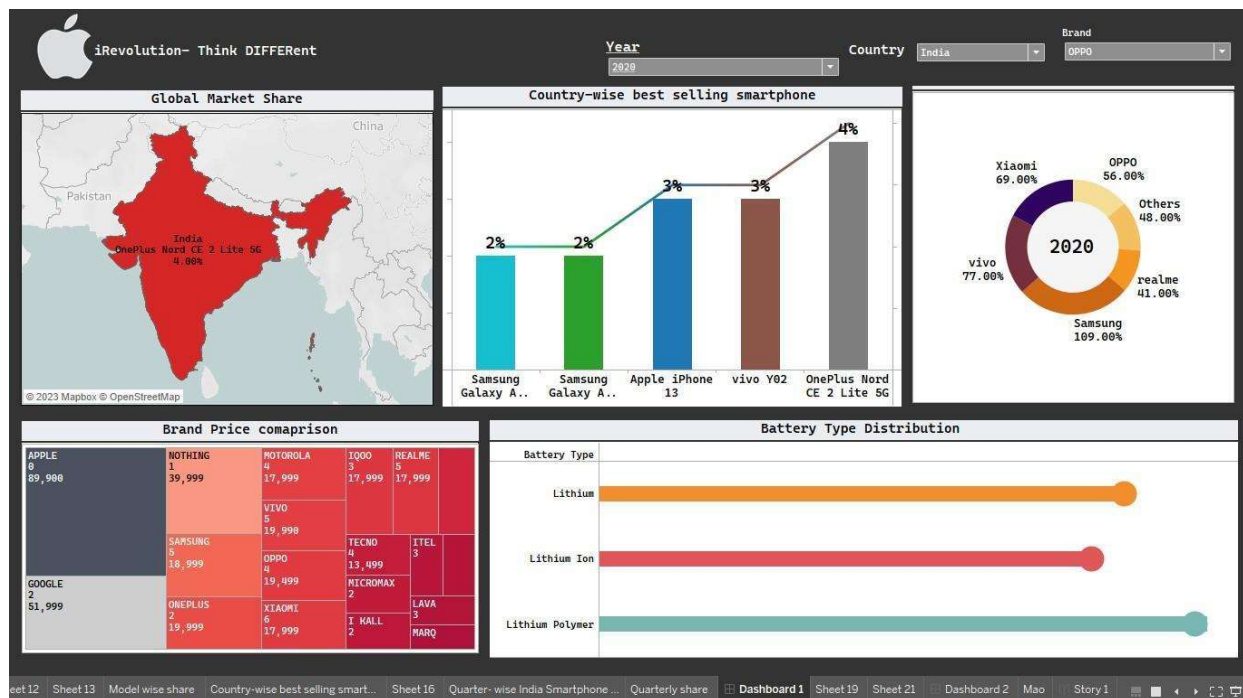 iRevolution- Think DIFFERent
Year
2020
Country
India
Brand
OPPO
Global Market Share
China
Pakistan
India
OnePlus Nord CE 2 Lite 5G
4.00%
© 2023 Mapbox © OpenStreetMap
Country-wise best selling smartphone
2%
2%
3%
3%
4%
Samsung
Galaxy A..
Samsung
Galaxy A..
Apple iPhone
13
vivo Y02
OnePlus Nord
CE 2 Lite 5G
Xiaomi
69.00%
OPPO
56.00%
Others
48.00%
vivo
77.00%
2020
realme
41.00%
Samsung
109.00%
Brand Price comaprison
APPLE
0
89,900
GOOGLE
2
51,999
NOTHING
1
39,999
SAMSUNG
5
18,999
ONEPLUS
2
19,999
MOTOROLA
4
17,999
VIVO
5
19,990
OPPO
4
19,499
XIAOMI
6
17,999
IQOO
3
17,999
REALME
5
17,999
TECNO
4
13,499
MICROMAX
2
I KALL
2
ITEL
3
LAVA
3
MARQ
Battery Type Distribution
Battery Type
Lithium
Lithium Ion
Lithium Polymer
eet 12 Sheet 13 Model wise share Country-wise best selling smart... Sheet 16 Quarter- wise India Smartphone ... Quarterly share Dashboard 1 Sheet 19 Sheet 21 Dashboard 2 Mao Story 1